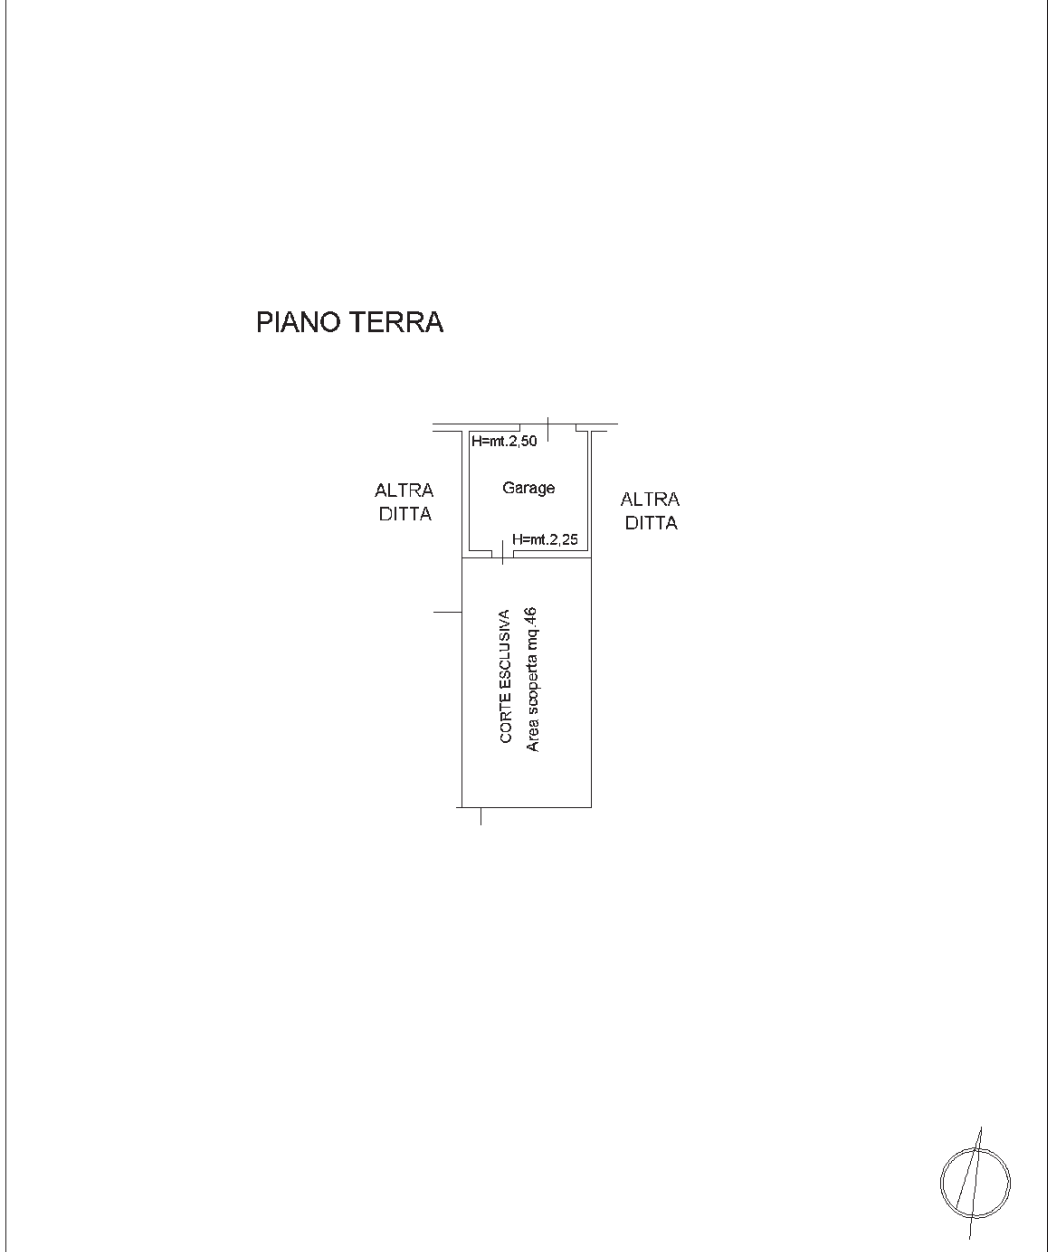 PIANO TERRA
H=mt.2,50
Garage
ALTRA
DITTA
ALTRA
DITTA
H=mt.2,25
CORTE ESCLUSIVA
Area scoperta mq.46